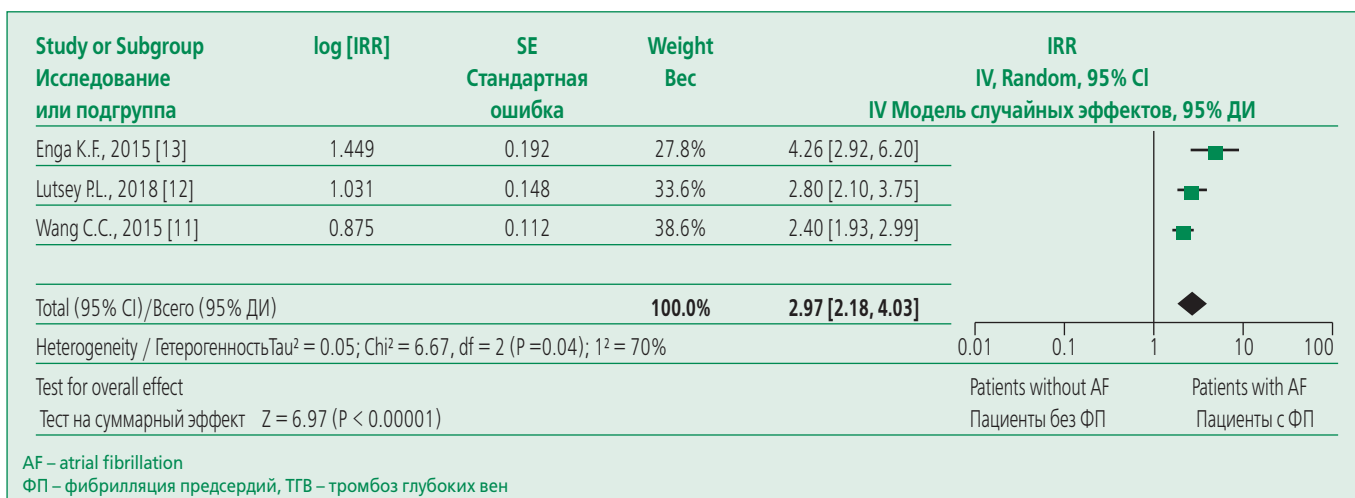 Study or Subgroup log [IRR] SE Weight IRR
Исследование Стандартная Вес IV, Random, 95% Cl
или подгруппа ошибка IV Модель случайных эффектов, 95% ДИ
Enga K.F., 2015 [13] 1.449 0.192 27.8% 4.26 [2.92, 6.20]
Lutsey P.L., 2018 [12] 1.031 0.148 33.6% 2.80 [2.10, 3.75]
Wang C.C., 2015 [11] 0.875 0.112 38.6% 2.40 [1.93, 2.99]
Total (95% CI)/Всего (95% ДИ) 100.0% 2.97 [2.18, 4.03]
Heterogeneity / ГетерогенностьTau² = 0.05; Chi² = 6.67, df = 2 (P =0.04); 1² = 70% 0.01 0.1 1 10 100
Test for overall effect Patients without AF Patients with AF
Тест на суммарный эффект Z = 6.97 (P < 0.00001) Пациенты без ФП Пациенты с ФП
AF – atrial fibrillation
ФП – фибрилляция предсердий, ТГВ – тромбоз глубоких вен